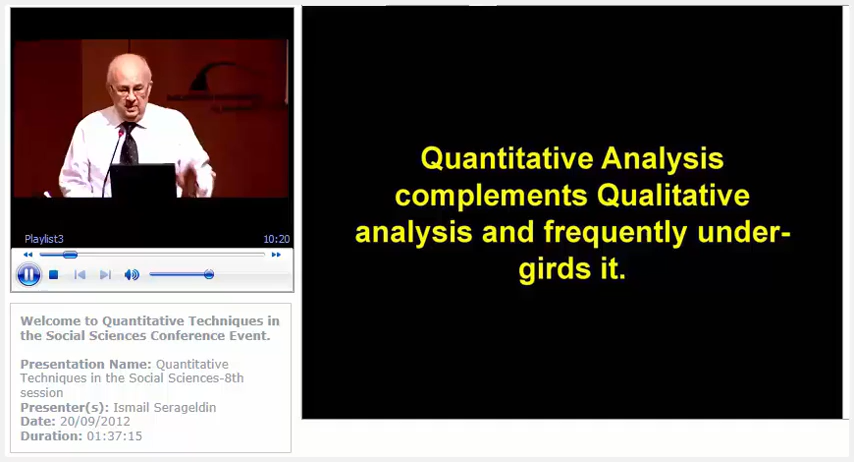 Playlist3
10:20
Welcome to Quantitative Techniques in
the Social Sciences Conference Event.
Presentation Name: Quantitative
Techniques in the Social Sciences-8th
session
Presenter(s): Ismail Serageldin
Date: 20/09/2012
Duration: 01:37:15
Quantitative Analysis
complements Qualitative
analysis and frequently under-
girds it.